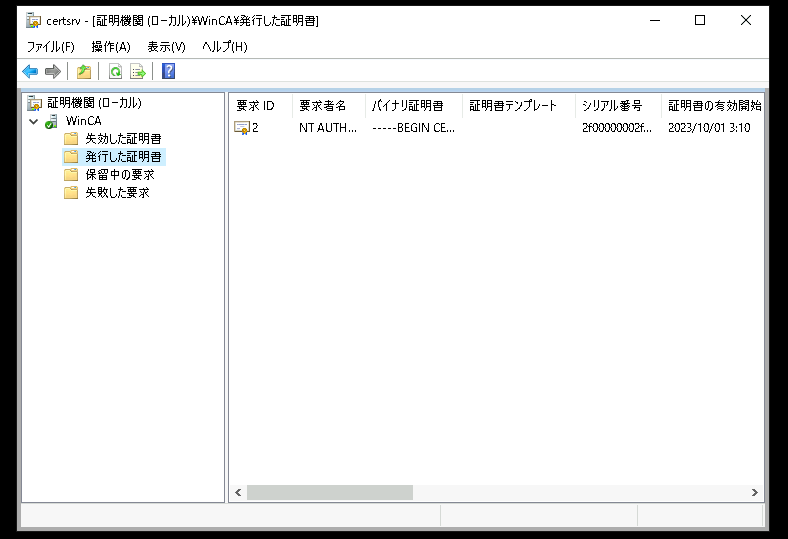 certsrv - [証明機関 (ローカル)¥WinCA¥発行した証明書]
ファイル(F) 操作(A) 表示(V) ヘルプ(H)
証明機関 (ローカル)
WinCA
失効した証明書
発行した証明書
保留中の要求
失敗した要求
要求 ID 要求者名 バイナリ証明書 証明書テンプレート シリアル番号 証明書の有効開始
2 NT AUTH... -----BEGIN CE... 2f00000002f... 2023/10/01 3:10